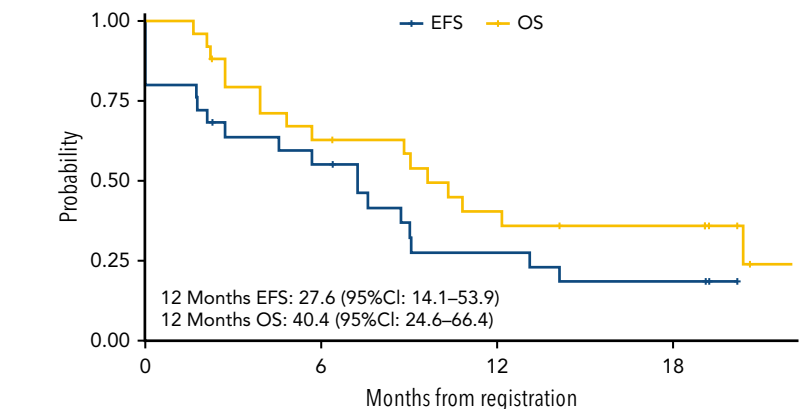 EFS OS
1.00
0.75
0.50
0.25
0.00
Probability
12 Months EFS: 27.6 (95%CI: 14.1–53.9)
12 Months OS: 40.4 (95%CI: 24.6–66.4)
0 6 12 18
Months from registration